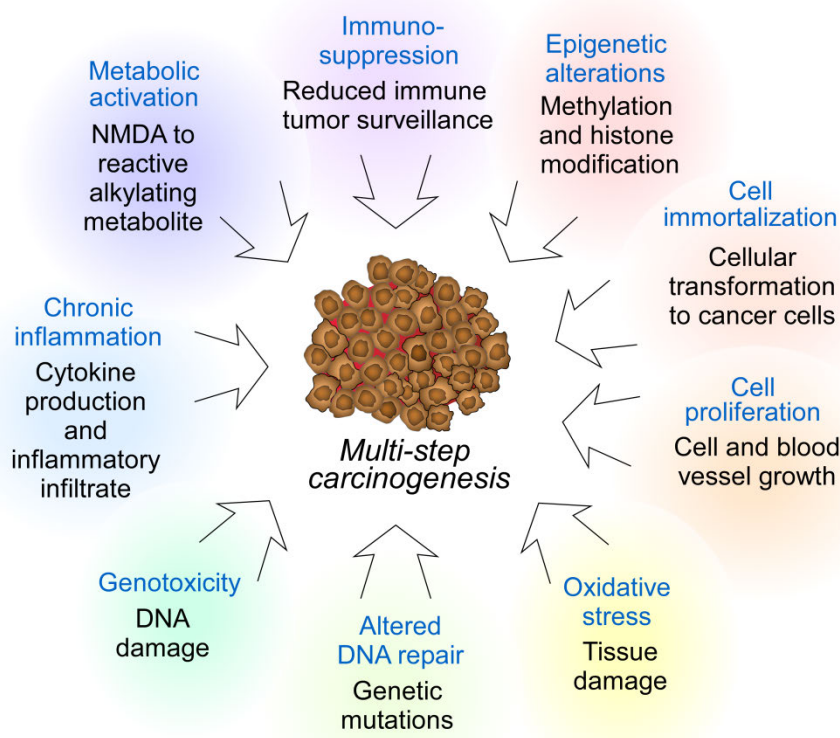 Immuno-
suppression
Reduced immune
tumor surveillance
Epigenetic
alterations
Methylation
and histone
modification
Cell
immortalization
Cellular
transformation
to cancer cells
Cell
proliferation
Cell and blood
vessel growth
Oxidative
stress
Tissue
damage
Altered
DNA repair
Genetic
mutations
Genotoxicity
DNA
damage
Chronic
inflammation
Cytokine
production
and
inflammatory
infiltrate
Metabolic
activation
NMDA to
reactive
alkylating
metabolite
Multi-step
carcinogenesis